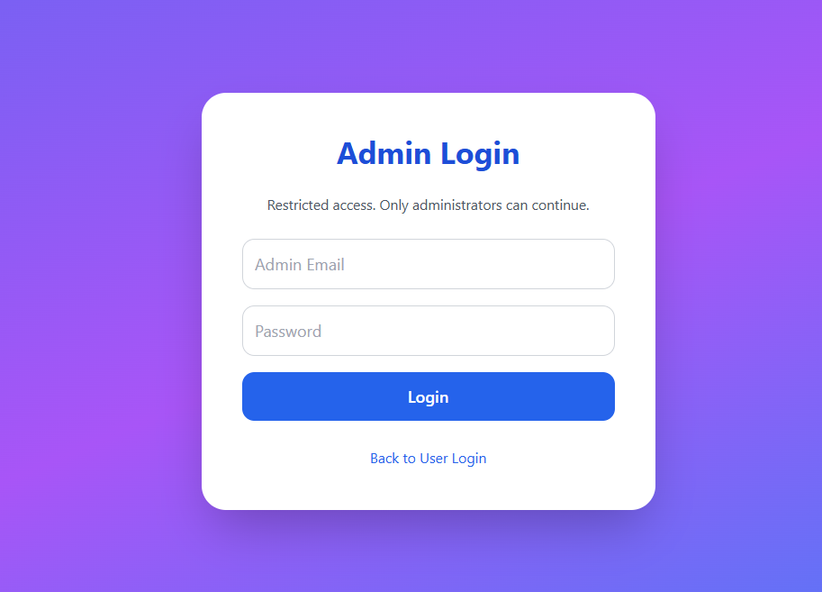 Admin Login
Restricted access. Only administrators can continue.
Admin Email
Password
Login
Back to User Login